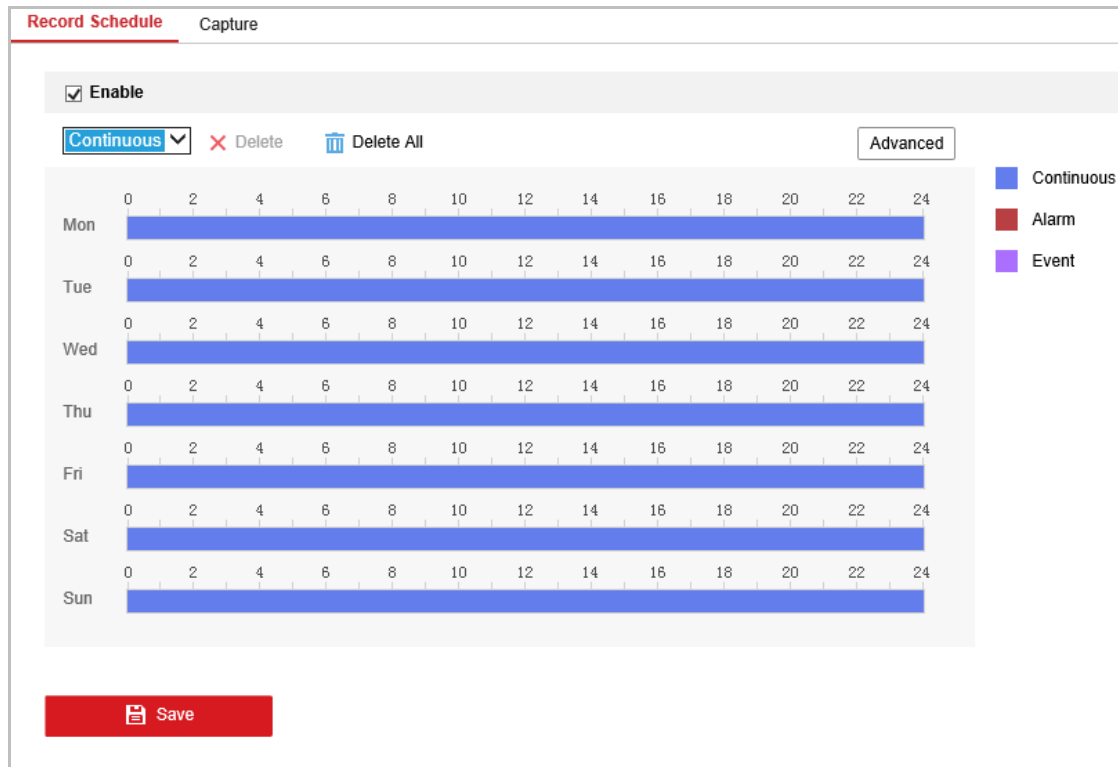 Record Schedule Capture
Enable
Continuous Delete Delete All Advanced
Continuous
Alarm
Event
0 2 4 6 8 10 12 14 16 18 20 22 24
Mon
0 2 4 6 8 10 12 14 16 18 20 22 24
Tue
0 2 4 6 8 10 12 14 16 18 20 22 24
Wed
0 2 4 6 8 10 12 14 16 18 20 22 24
Thu
0 2 4 6 8 10 12 14 16 18 20 22 24
Fri
0 2 4 6 8 10 12 14 16 18 20 22 24
Sat
0 2 4 6 8 10 12 14 16 18 20 22 24
Sun
Save